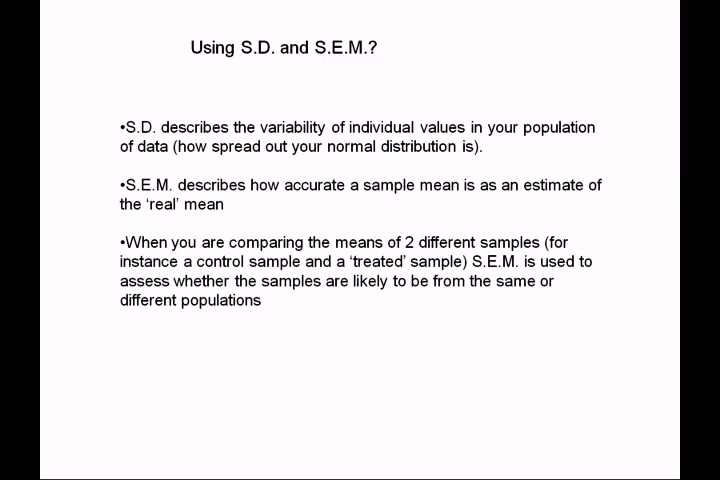 Using S.D. and S.E.M.?
•S.D. describes the variability of individual values in your population
of data (how spread out your normal distribution is).
•S.E.M. describes how accurate a sample mean is as an estimate of
the ‘real’ mean
•When you are comparing the means of 2 different samples (for
instance a control sample and a ‘treated’ sample) S.E.M. is used to
assess whether the samples are likely to be from the same or
different populations